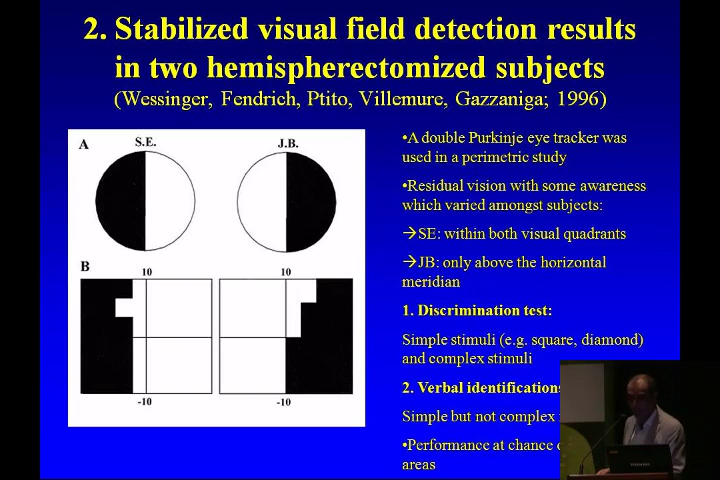 2. Stabilized visual field detection results
in two hemispherectomized subjects
(Wessinger, Fendrich, Ptito, Villemure, Gazzaniga; 1996)
A
S.E.
J.B.
B
10
10
-10
-10
•A double Purkinje eye tracker was
used in a perimetric study
•Residual vision with some awareness
which varied amongst subjects:
→SE: within both visual quadrants
→JB: only above the horizontal
meridian
1. Discrimination test:
Simple stimuli (e.g. square, diamond)
and complex stimuli
2. Verbal identification
Simple but not complex
•Performance at chance
areas